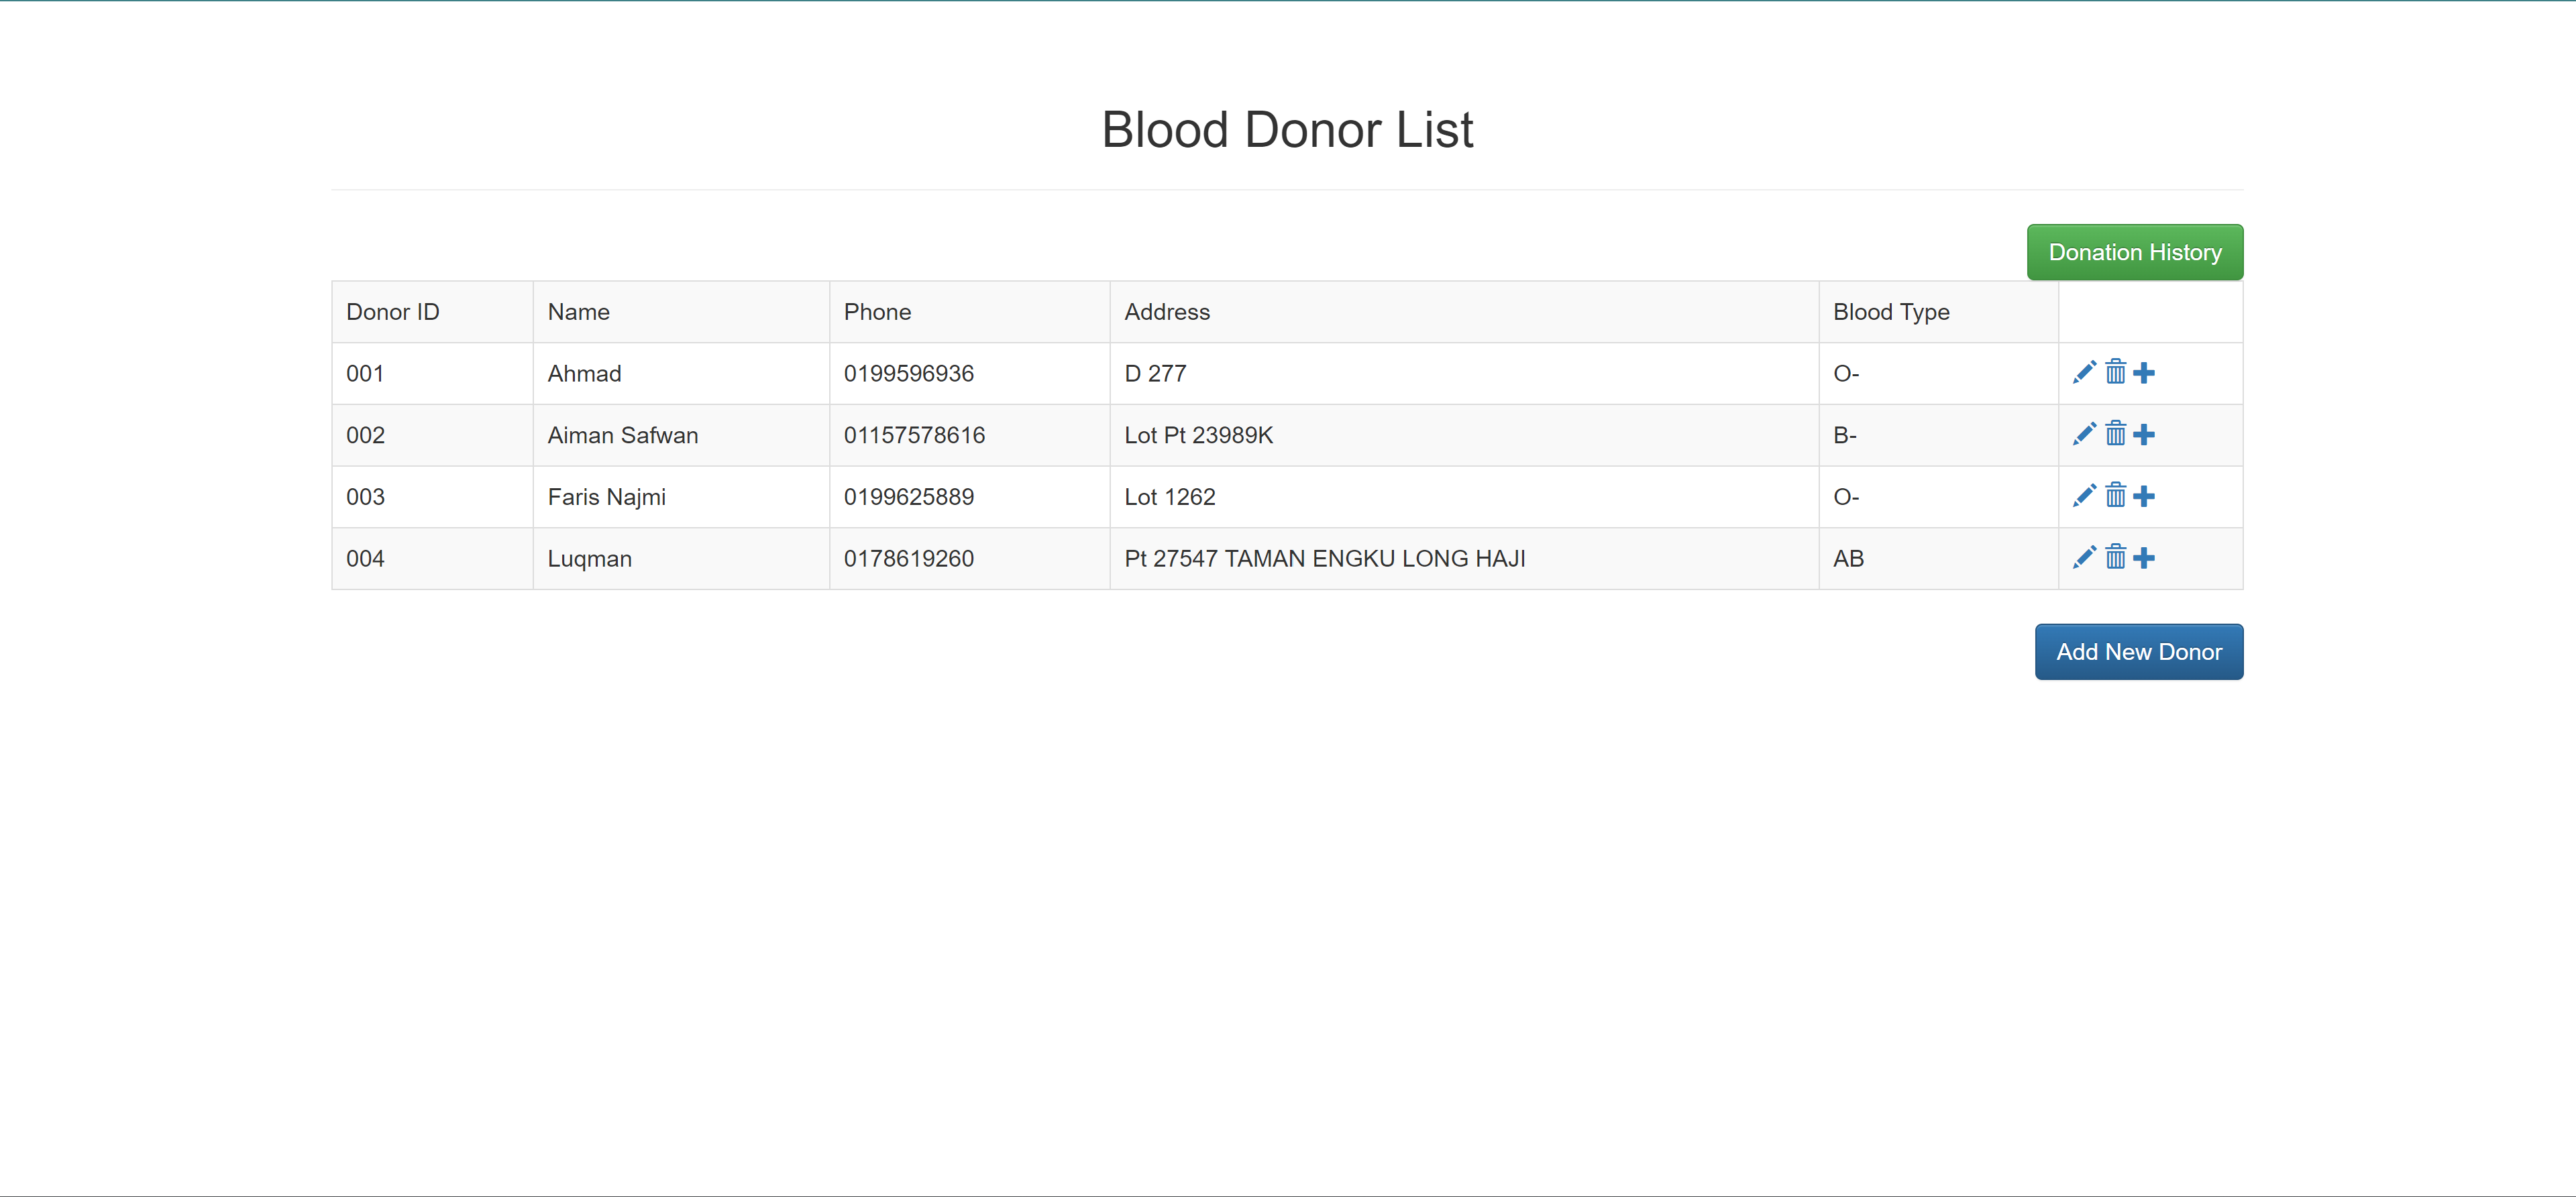 Blood Donor List
Donation History
Donor ID Name Phone Address Blood Type
001 Ahmad 0199596936 D 277 O-
002 Aiman Safwan 01157578616 Lot Pt 23989K B-
003 Faris Najmi 0199625889 Lot 1262 O-
004 Luqman 0178619260 Pt 27547 TAMAN ENGKU LONG HAJI AB
Add New Donor